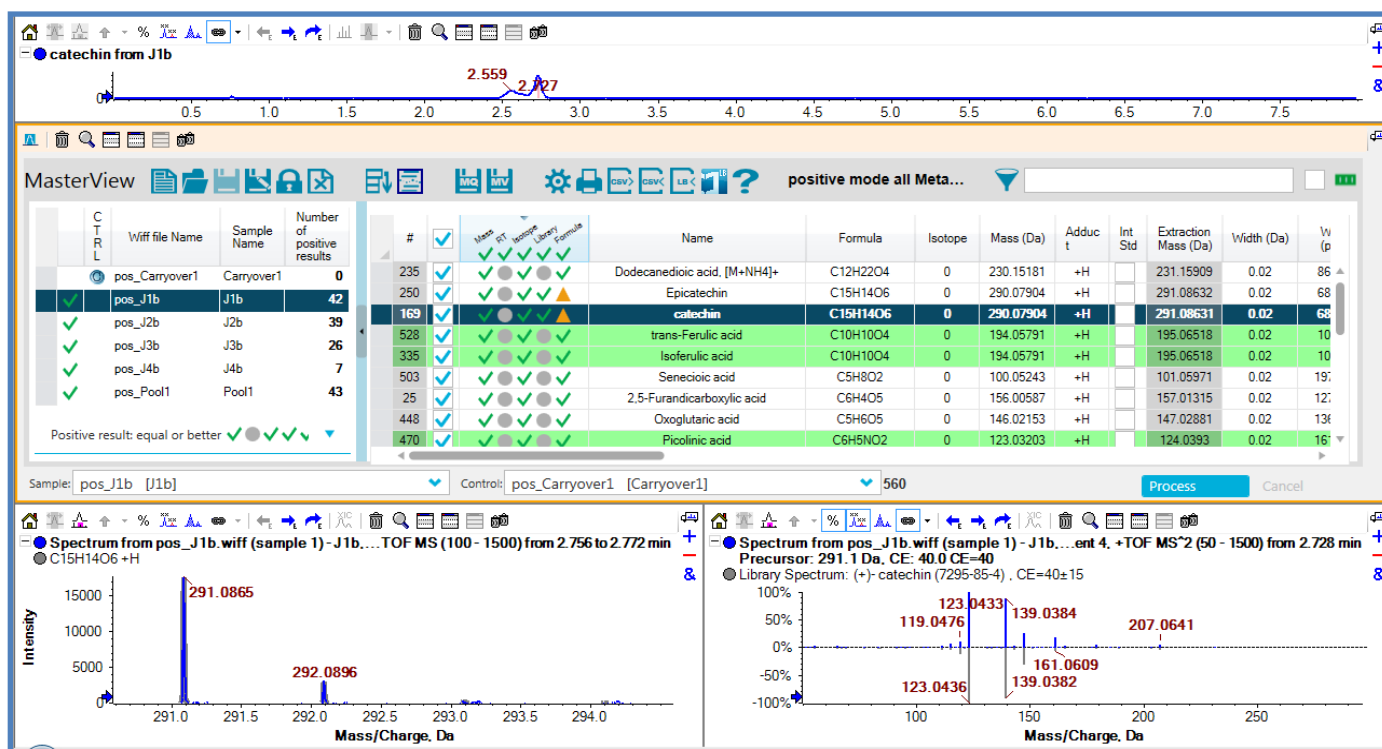 %
catechin from J1b
2.559
2.727
0
0.5 1.0 1.5 2.0 2.5 3.0 3.5 4.0 4.5 5.0 5.5 6.0 6.5 7.0 7.5
MasterView MQ MV CSV CSV LB LB ? positive mode all Meta...
CTRL Wiff file Name Sample Name Number of positive results
pos_Carryover1 Carryover1 0
pos_J1b J1b 42
pos_J2b J2b 39
pos_J3b J3b 26
pos_J4b J4b 7
pos_Pool1 Pool1 43
Positive result: equal or better
# Mass RT Isotope Library Formula Name Formula Isotope Mass (Da) Adduct Int Std Extraction Mass (Da) Width (Da) W (p
235 Dodecanedioic acid, [M+NH4]+ C12H22O4 0 230.15181 +H 231.15909 0.02 86
250 Epicatechin C15H14O6 0 290.07904 +H 291.08632 0.02 68
169 catechin C15H14O6 0 290.07904 +H 291.08631 0.02 68
528 trans-Ferulic acid C10H10O4 0 194.05791 +H 195.06518 0.02 10
335 Isoferulic acid C10H10O4 0 194.05791 +H 195.06518 0.02 10
503 Senecioic acid C5H8O2 0 100.05243 +H 101.05971 0.02 197
25 2,5-Furandicarboxylic acid C6H4O5 0 156.00587 +H 157.01315 0.02 127
448 Oxoglutaric acid C5H6O5 0 146.02153 +H 147.02881 0.02 136
470 Picolinic acid C6H5NO2 0 123.03203 +H 124.0393 0.02 161
Sample: pos_J1b [J1b] Control: pos_Carryover1 [Carryover1] 560 Process Cancel
%
Spectrum from pos_J1b.wiff (sample 1) - J1b,...TOF MS (100 - 1500) from 2.756 to 2.772 min
C15H14O6 +H
Intensity
15000
10000
5000
0
291.0865
292.0896
291.0 291.5 292.0 292.5 293.0 293.5 294.0
Mass/Charge, Da
% XIC
Spectrum from pos_J1b.wiff (sample 1) - J1b,...ent 4, +TOF MS^2 (50 - 1500) from 2.728 min
Precursor: 291.1 Da, CE: 40.0 CE=40
Library Spectrum: (+)- catechin (7295-85-4) , CE=40±15
100%
50%
0%
-50%
-100%
123.0433
139.0384
119.0476
207.0641
161.0609
123.0436
139.0382
100 150 200 250
Mass/Charge, Da